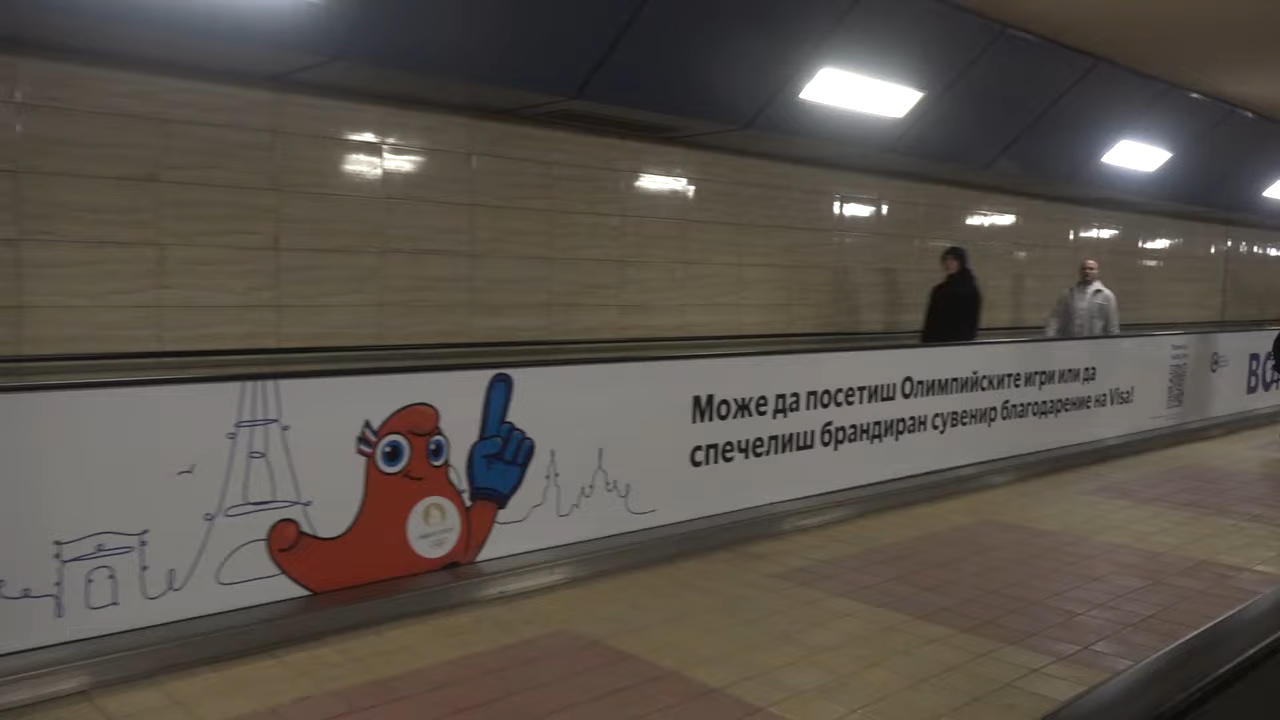 Може да посетиш Олимпийските игри или да
спечелиш брандиран сувенир благодарение на Visa!